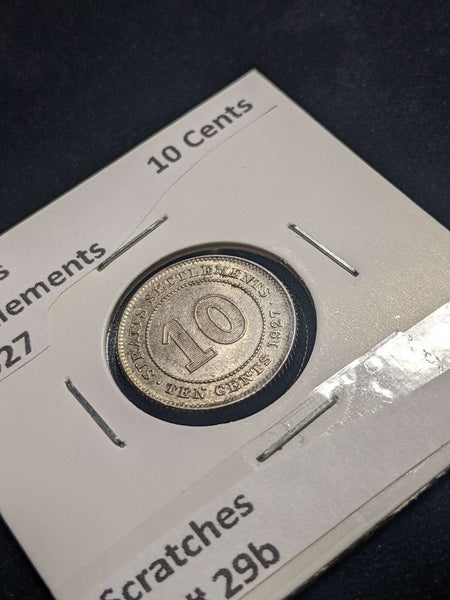 10 Cents
s
lements
27
STRAITS SETTLEMENTS
10
TEN CENTS 1927
Scratches
# 29b